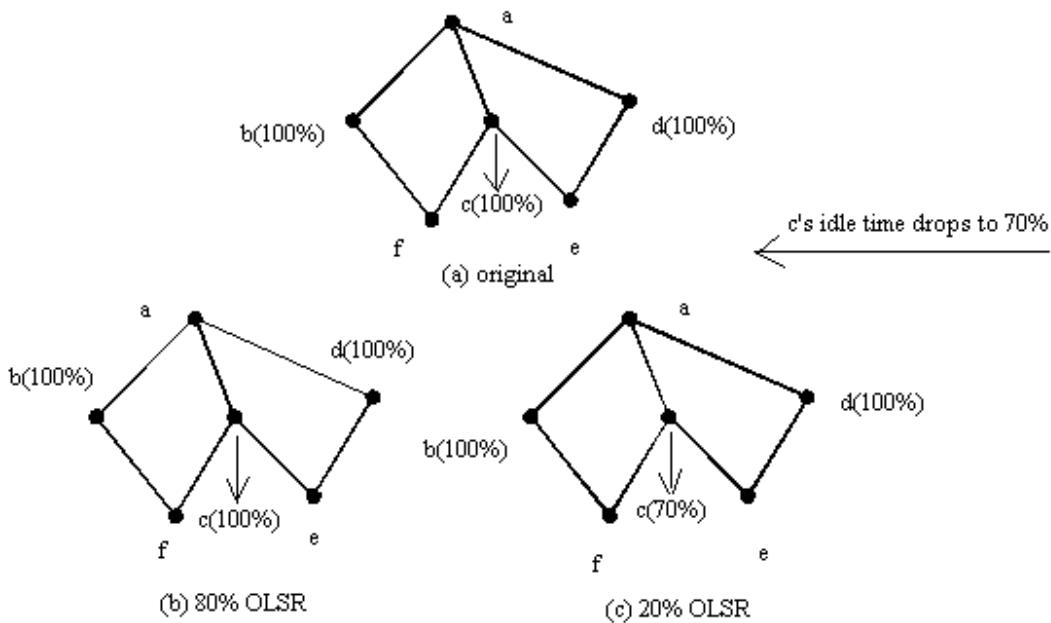 a
b(100%)
d(100%)
c(100%)
f
e
(a) original
c's idle time drops to 70%
a
b(100%)
d(100%)
c(100%)
f
e
(b) 80% OLSR
a
b(100%)
d(100%)
c(70%)
f
e
(c) 20% OLSR